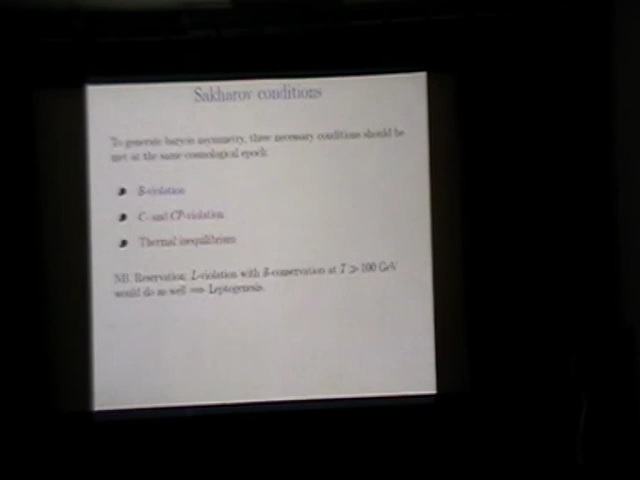 Sakharov conditions
To generate baryon asymmetry, three necessary conditions should be
met at the same cosmological epoch:
B-violation
C- and CP-violation
Thermal inequilibrium
NB. Reservation: L-violation with B-conservation at T ≫ 100 GeV
would do as well ⟹ Leptogenesis.